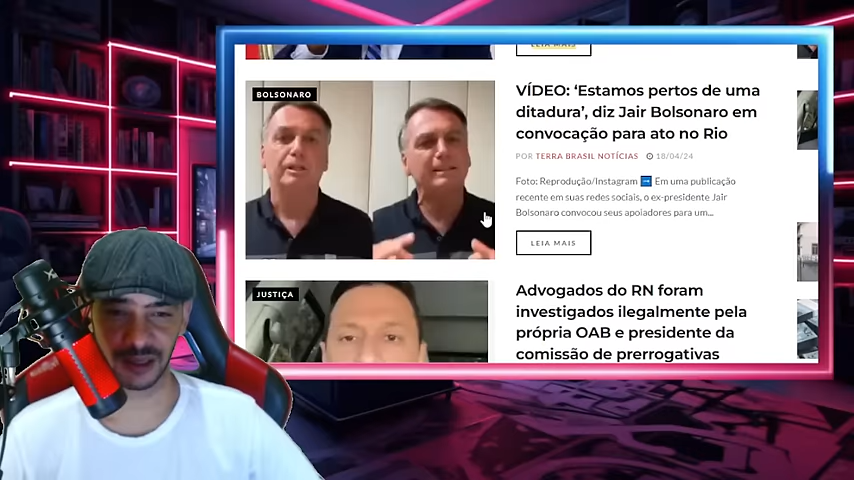 LEIA MAIS
BOLSONARO
VÍDEO: ‘Estamos pertos de uma
ditadura’, diz Jair Bolsonaro em
convocação para ato no Rio
POR TERRA BRASIL NOTÍCIAS 18/04/24
Foto: Reprodução/Instagram ➡ Em uma publicação
recente em suas redes sociais, o ex-presidente Jair
Bolsonaro convocou seus apoiadores para um...
LEIA MAIS
JUSTIÇA
Advogados do RN foram
investigados ilegalmente pela
própria OAB e presidente da
comissão de prerrogativas